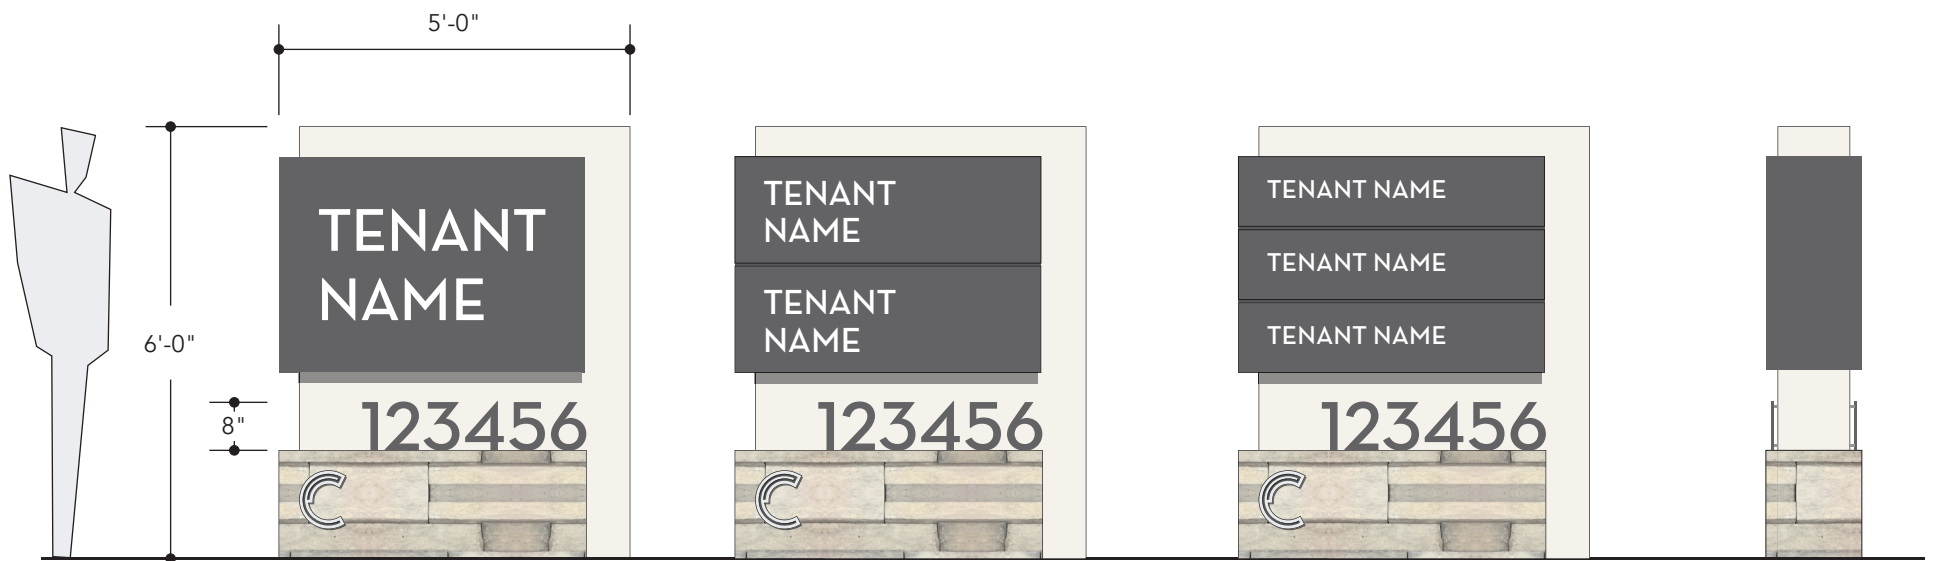 5'-0"
6'-0"
8"
TENANT
NAME
123456
C
TENANT
NAME
TENANT
NAME
123456
C
TENANT NAME
TENANT NAME
TENANT NAME
123456
C